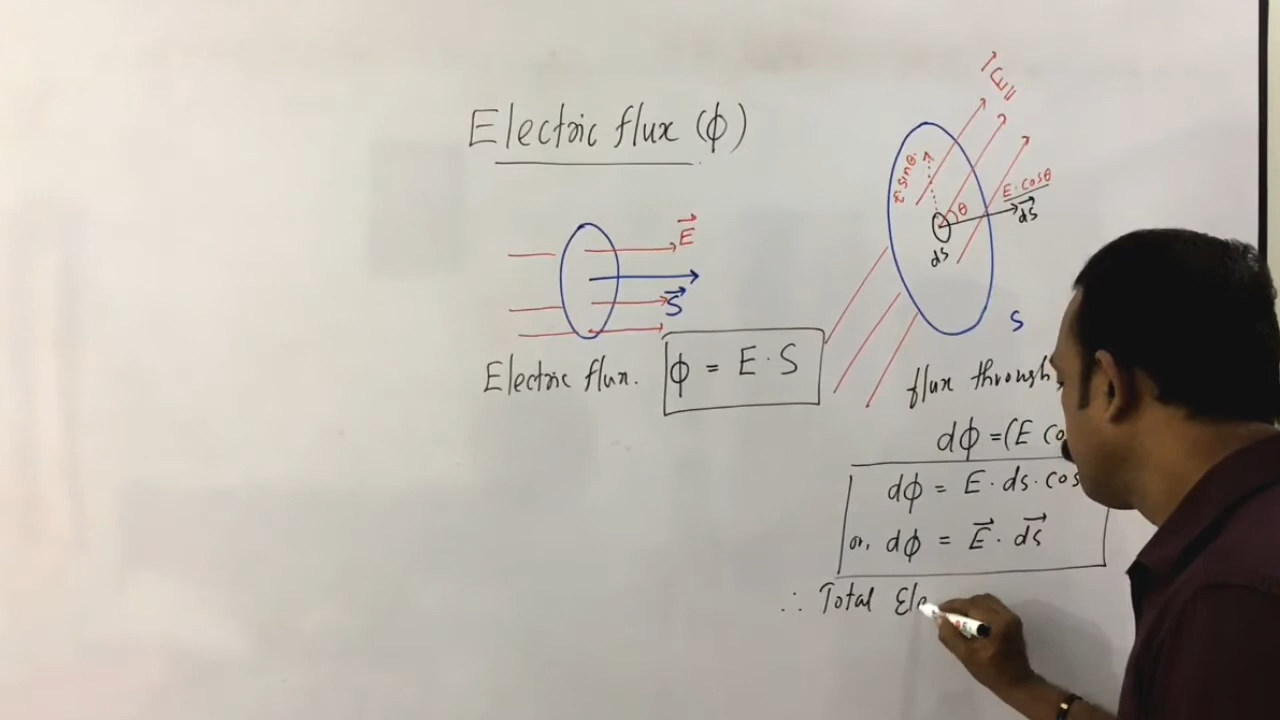 Electric flux (ϕ)
E⃗
S⃗
Electric flux. ϕ = E · S
E⃗
E sinθ
θ
E · cosθ
ds⃗
ds
S
flux through
dϕ = (E co
dϕ = E · ds · cos
or, dϕ = E⃗ · ds⃗
∴ Total Ele